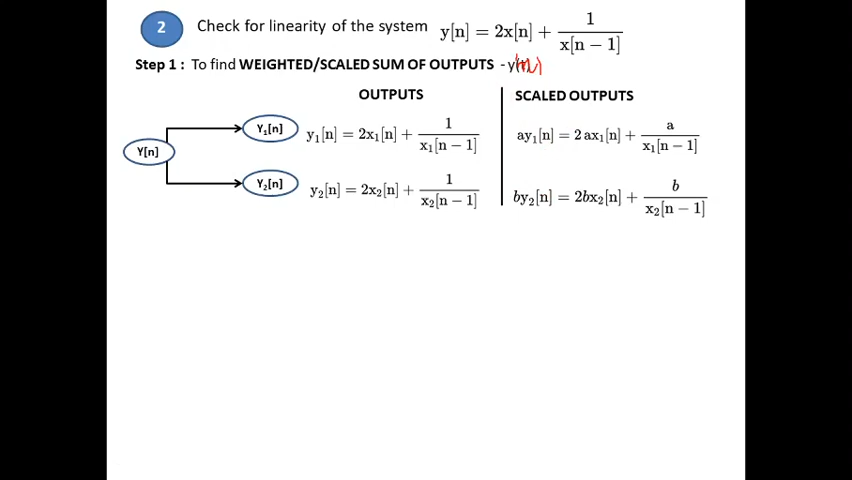 2 Check for linearity of the system y[n] = 2x[n] + 1/x[n − 1]
Step 1 : To find WEIGHTED/SCALED SUM OF OUTPUTS - y(n)
OUTPUTS SCALED OUTPUTS
Y[n]
Y₁[n] y₁[n] = 2x₁[n] + 1/x₁[n − 1] ay₁[n] = 2 ax₁[n] + a/x₁[n − 1]
Y₂[n] y₂[n] = 2x₂[n] + 1/x₂[n − 1] by₂[n] = 2bx₂[n] + b/x₂[n − 1]